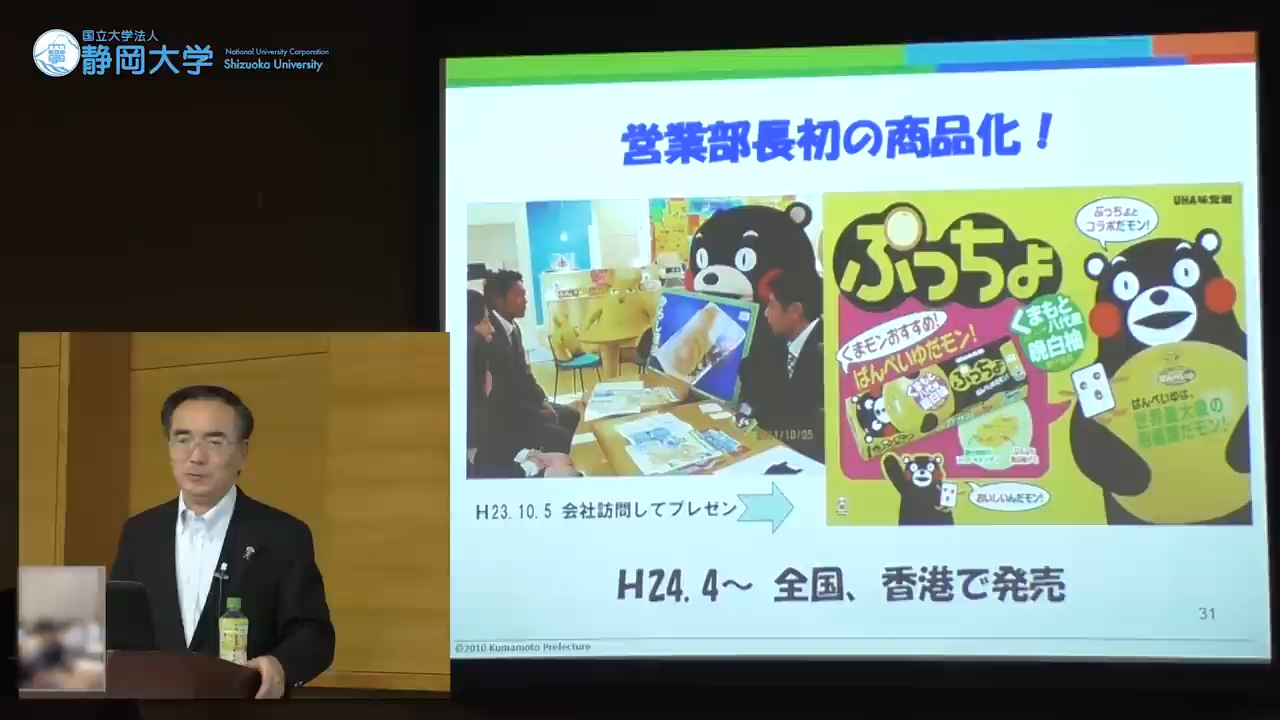 国立大学法人
静岡大学
National University Corporation
Shizuoka University
営業部長初の商品化!
UHA味覚糖
ぷっちょと
コラボだモン!
ぷっちょ
くまもと
八代産
晩白柚
くまモンおすすめ!
ばんぺいゆだモン!
ぷっちょ
ばんぺいゆは、
世界最大級の
柑橘類だモン!
おいしいんだモン!
2011/10/05
H23.10.5 会社訪問してプレゼン
H24.4~ 全国、香港で発売
31
©2010 Kumamoto Prefecture